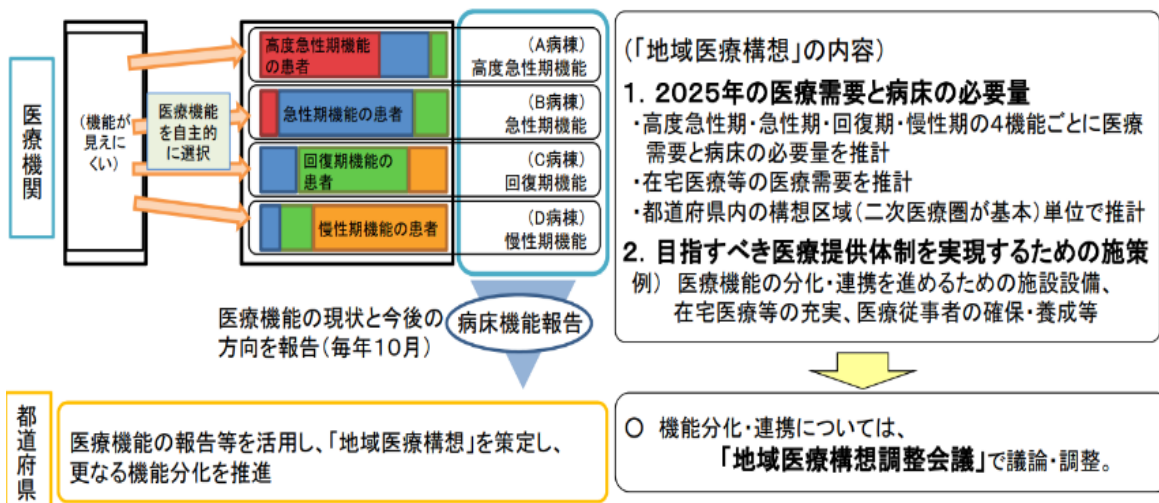 医療機関
(機能が
見えに
くい)
医療機能
を自主的
に選択
高度急性期機能
の患者
(A病棟)
高度急性期機能
急性期機能の患者
(B病棟)
急性期機能
回復期機能の
患者
(C病棟)
回復期機能
慢性期機能の患者
(D病棟)
慢性期機能
医療機能の現状と今後の
方向を報告(毎年10月)
病床機能報告
都道府県
医療機能の報告等を活用し、「地域医療構想」を策定し、
更なる機能分化を推進
(「地域医療構想」の内容)
1. 2025年の医療需要と病床の必要量
・高度急性期・急性期・回復期・慢性期の4機能ごとに医療
需要と病床の必要量を推計
・在宅医療等の医療需要を推計
・都道府県内の構想区域(二次医療圏が基本)単位で推計
2. 目指すべき医療提供体制を実現するための施策
例) 医療機能の分化・連携を進めるための施設設備、
在宅医療等の充実、医療従事者の確保・養成等
○ 機能分化・連携については、
「地域医療構想調整会議」で議論・調整。